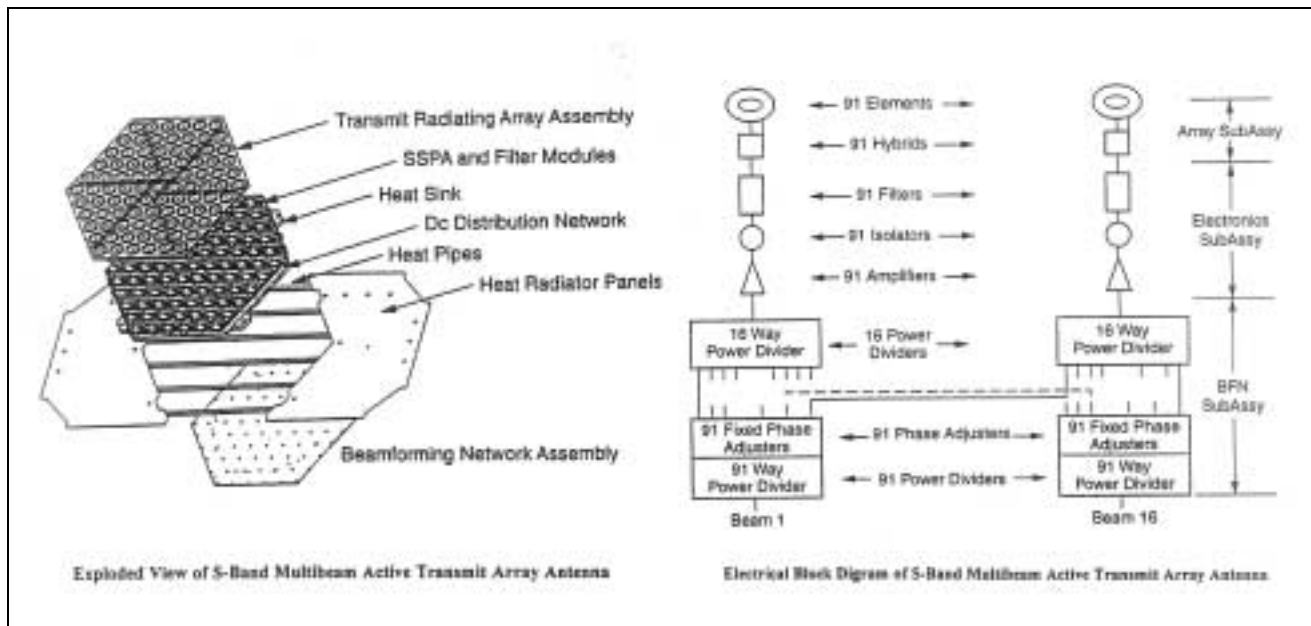 Transmit Radiating Array Assembly
SSPA and Filter Modules
Heat Sink
Dc Distribution Network
Heat Pipes
Heat Radiator Panels
Beamforming Network Assembly
Exploded View of S-Band Multibeam Active Transmit Array Antenna
91 Elements
91 Hybrids
91 Filters
91 Isolators
91 Amplifiers
16 Way
Power Divider
16 Power
Dividers
16 Way
Power Divider
91 Fixed Phase
Adjusters
91 Phase Adjusters
91 Fixed Phase
Adjusters
91 Way
Power Divider
91 Power Dividers
91 Way
Power Divider
Beam 1
Beam 16
Array SubAssy
Electronics
SubAssy
BFN
SubAssy
Electrical Block Digram of S-Band Multibeam Active Transmit Array Antenna